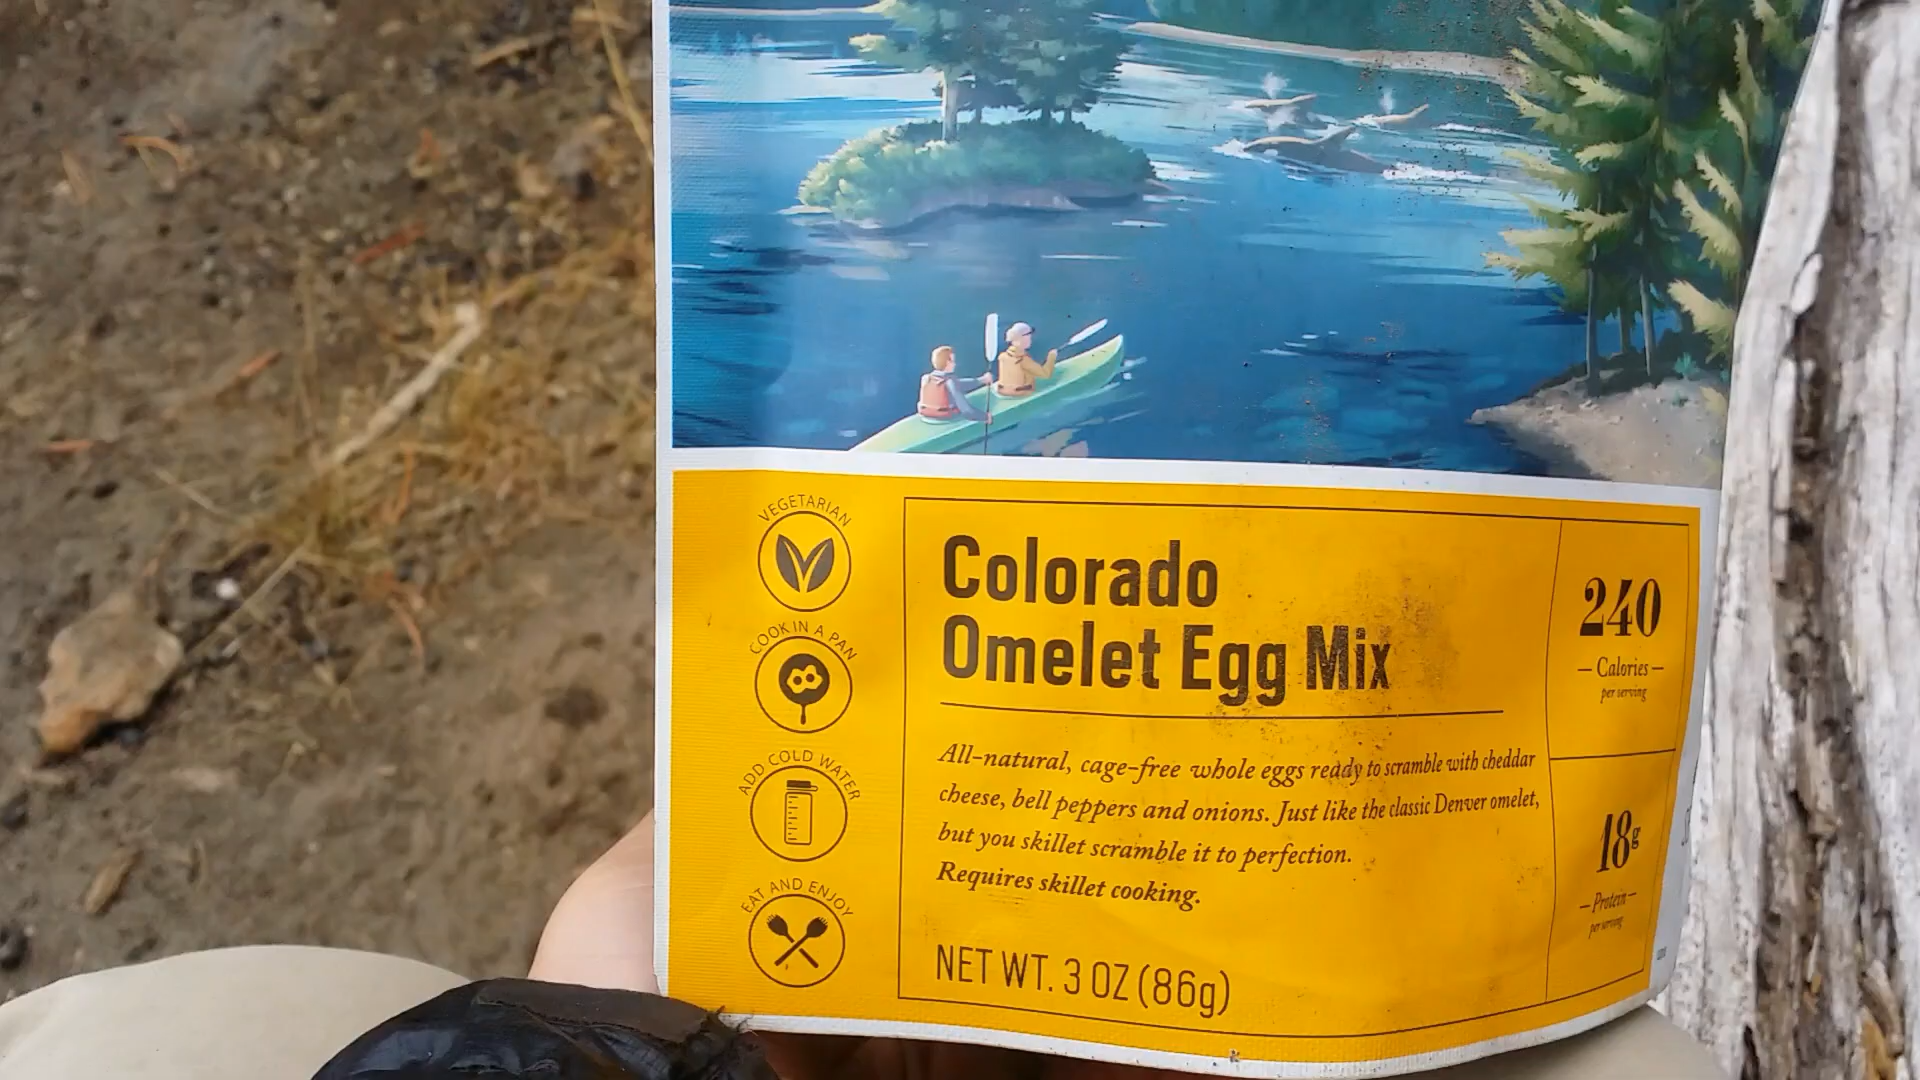 VEGETARIAN
COOK IN A PAN
ADD COLD WATER
EAT AND ENJOY
Colorado
Omelet Egg Mix
All-natural, cage-free whole eggs ready to scramble with cheddar
cheese, bell peppers and onions. Just like the classic Denver omelet,
but you skillet scramble it to perfection.
Requires skillet cooking.
NET WT. 3 OZ (86g)
240
Calories
per serving
18g
Protein
per serving